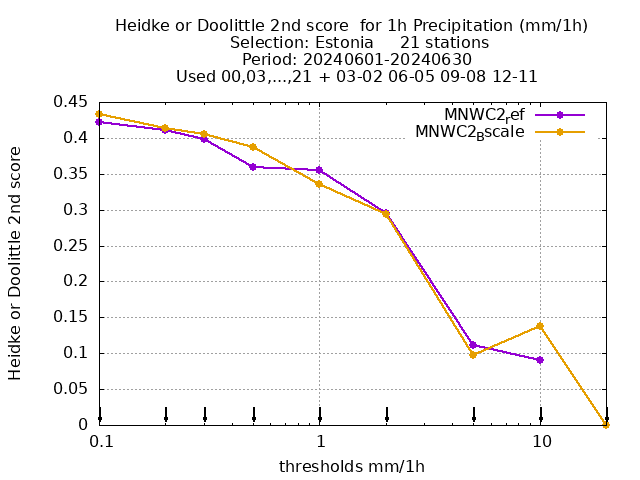 Heidke or Doolittle 2nd score  for 1h Precipitation (mm/1h)
Selection: Estonia     21 stations
Period: 20240601-20240630
Used 00,03,...,21 + 03-02 06-05 09-08 12-11
MNWC2ref
MNWC2Bscale
0.45
0.4
0.35
0.3
0.25
0.2
0.15
0.1
0.05
0
Heidke or Doolittle 2nd score
0.1 1 10
thresholds mm/1h